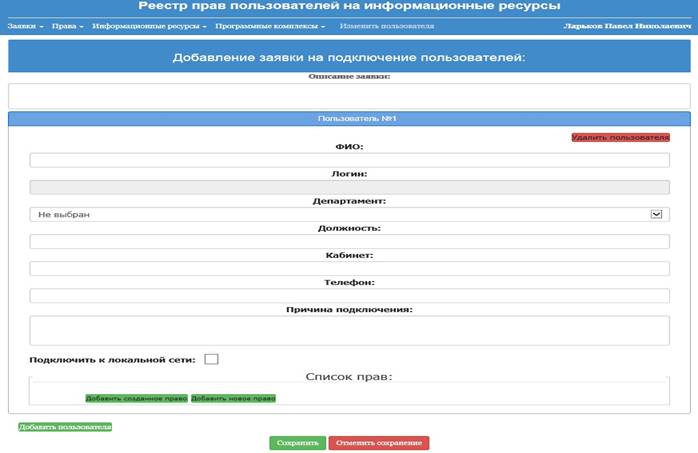 Реестр прав пользователей на информационные ресурсы
Заявки Права Информационные ресурсы Программные комплексы Изменить пользователя Ларьков Павел Николаевич
Добавление заявки на подключение пользователей:
Описание заявки:
Пользователь №1
Удалить пользователя
ФИО:
Логин:
Департамент:
Не выбран
Должность:
Кабинет:
Телефон:
Причина подключения:
Подключить к локальной сети:
Список прав:
Добавить созданное право Добавить новое право
Добавить пользователя
Сохранить Отменить сохранение